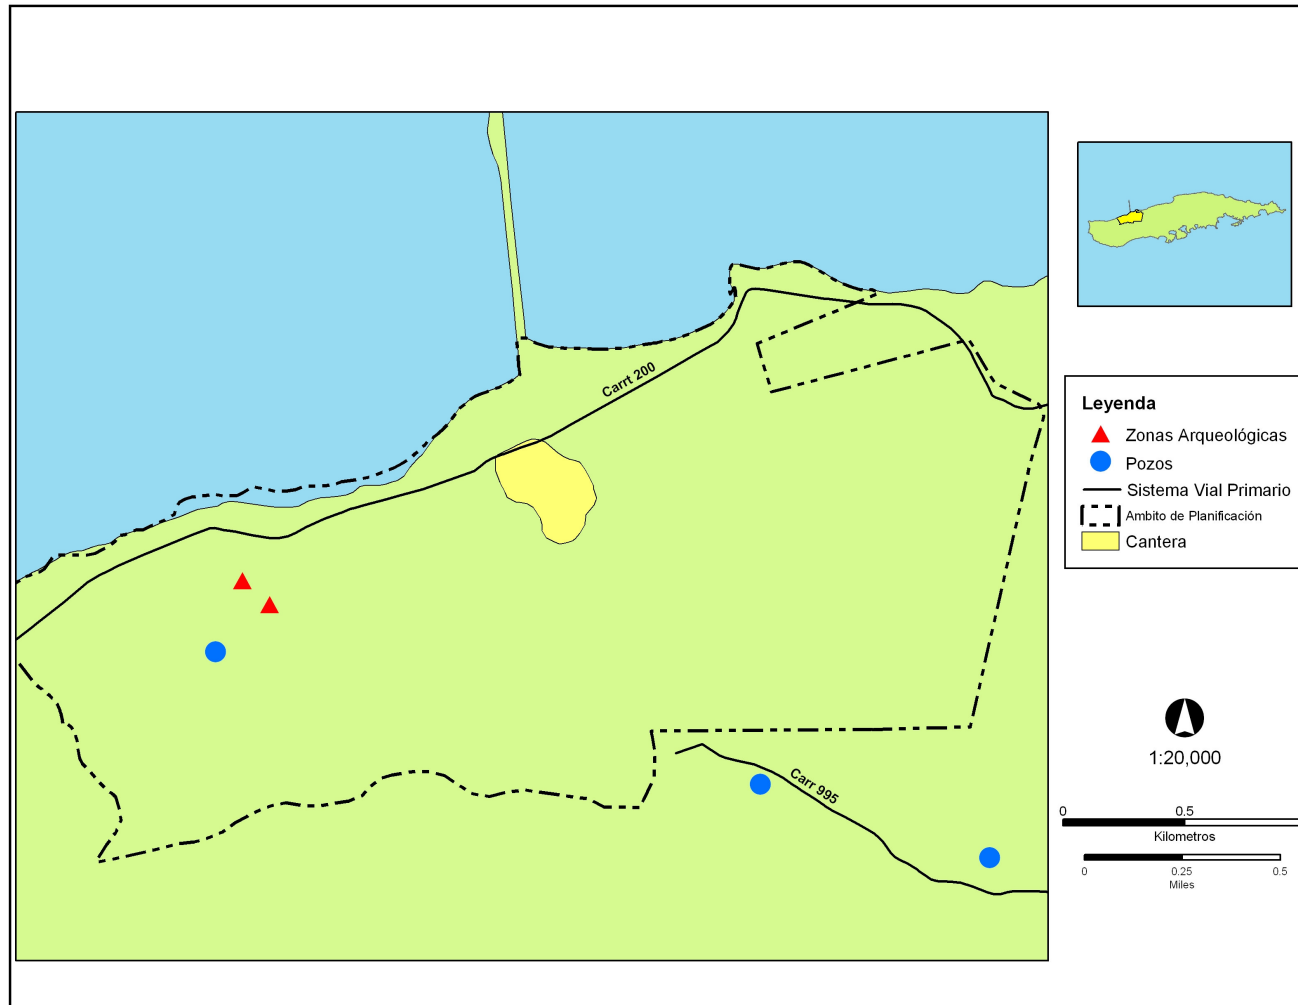 Carrt 200
Carr 995
Leyenda
Zonas Arqueológicas
Pozos
Sistema Vial Primario
Ambito de Planificación
Cantera
1:20,000
0 0.5
Kilometros
0 0.25 0.5
Miles